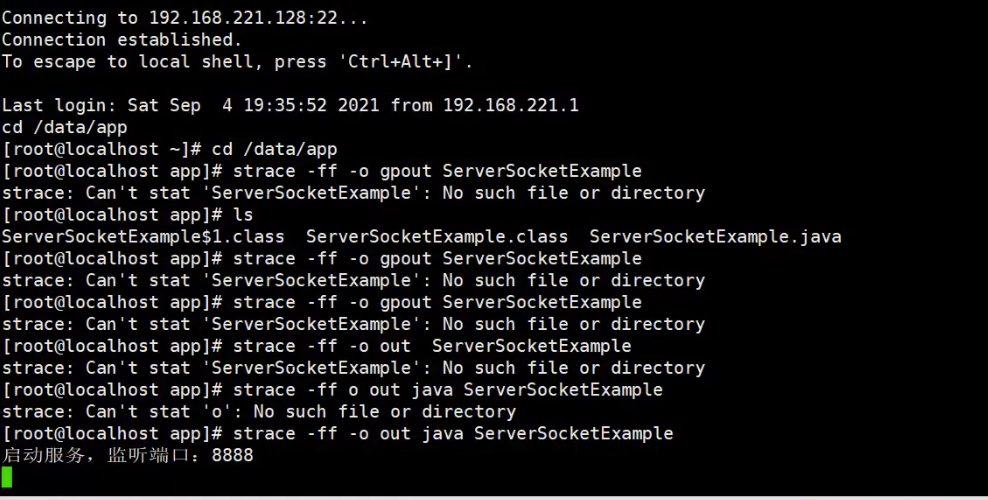 Connecting to 192.168.221.128:22...
Connection established.
To escape to local shell, press 'Ctrl+Alt+]'.
Last login: Sat Sep  4 19:35:52 2021 from 192.168.221.1
cd /data/app
[root@localhost ~]# cd /data/app
[root@localhost app]# strace -ff -o gpout ServerSocketExample
strace: Can't stat 'ServerSocketExample': No such file or directory
[root@localhost app]# ls
ServerSocketExample$1.class  ServerSocketExample.class  ServerSocketExample.java
[root@localhost app]# strace -ff -o gpout ServerSocketExample
strace: Can't stat 'ServerSocketExample': No such file or directory
[root@localhost app]# strace -ff -o gpout ServerSocketExample
strace: Can't stat 'ServerSocketExample': No such file or directory
[root@localhost app]# strace -ff -o out  ServerSocketExample
strace: Can't stat 'ServerSocketExample': No such file or directory
[root@localhost app]# strace -ff o out java ServerSocketExample
strace: Can't stat 'o': No such file or directory
[root@localhost app]# strace -ff -o out java ServerSocketExample
启动服务，监听端口：8888